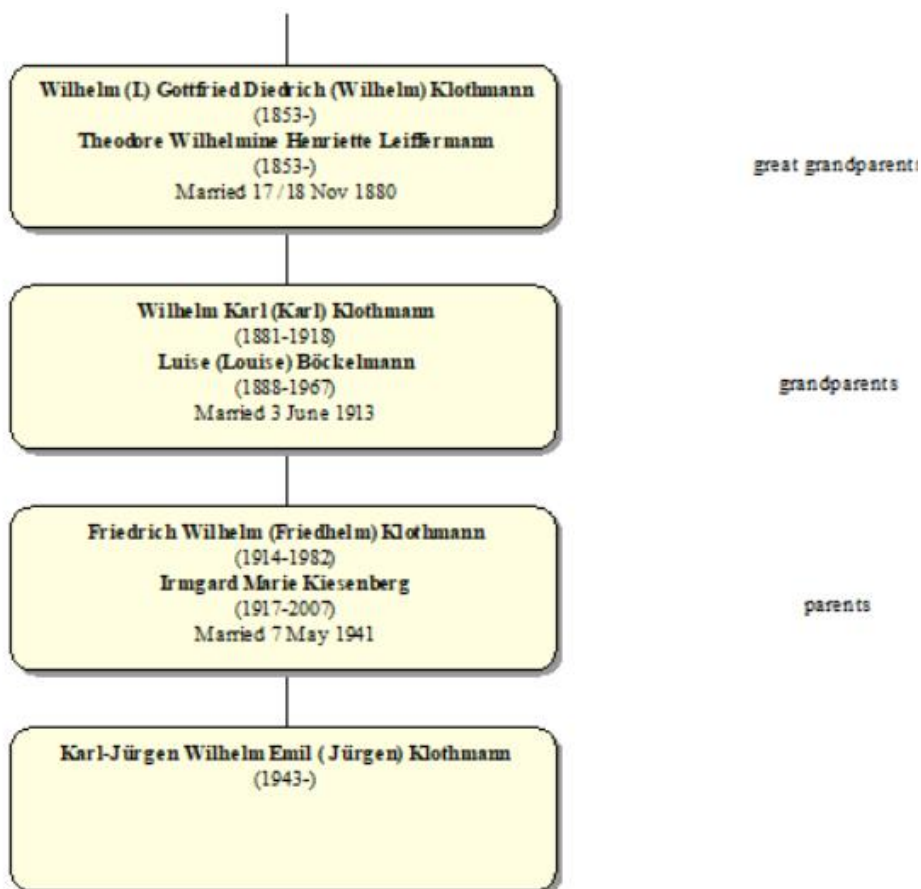 Wilhelm (I.) Gottfried Diedrich (Wilhelm) Klothmann
(1853-)
Theodore Wilhelmine Henriette Leiffermann
(1853-)
Married 17 / 18 Nov 1880
great grandparents
Wilhelm Karl (Karl) Klothmann
(1881-1918)
Luise (Louise) Böckelmann
(1888-1967)
Married 3 June 1913
grandparents
Friedrich Wilhelm (Friedhelm) Klothmann
(1914-1982)
Irmgard Marie Kiesenberg
(1917-2007)
Married 7 May 1941
parents
Karl-Jürgen Wilhelm Emil ( Jürgen) Klothmann
(1943-)